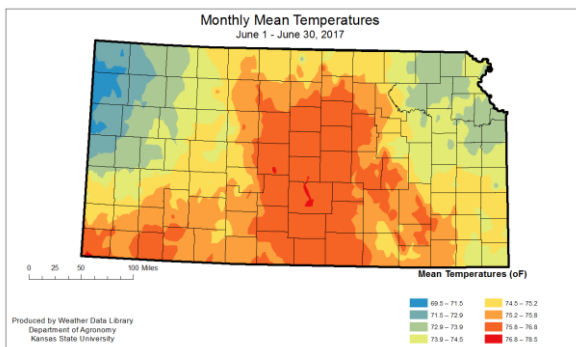 Monthly Mean Temperatures
June 1 - June 30, 2017
0 25 50 100 Miles
Mean Temperatures (oF)
69.5 – 71.5
71.5 – 72.9
72.9 – 73.9
73.9 – 74.5
74.5 – 75.2
75.2 – 75.8
75.8 – 76.8
76.8 – 78.5
Produced by Weather Data Library
Department of Agronomy
Kansas State University